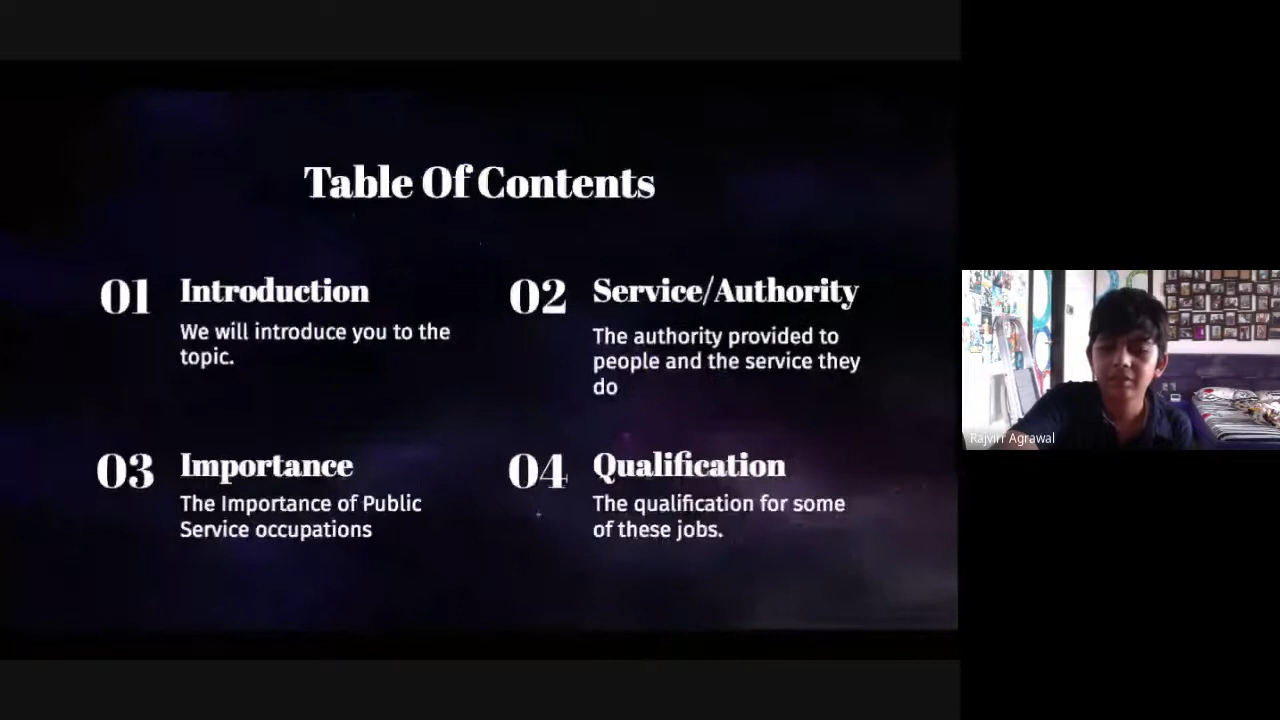 Table Of Contents
01 Introduction
We will introduce you to the
topic.
02 Service/Authority
The authority provided to
people and the service they
do
03 Importance
The Importance of Public
Service occupations
04 Qualification
The qualification for some
of these jobs.
Rajvirr Agrawal